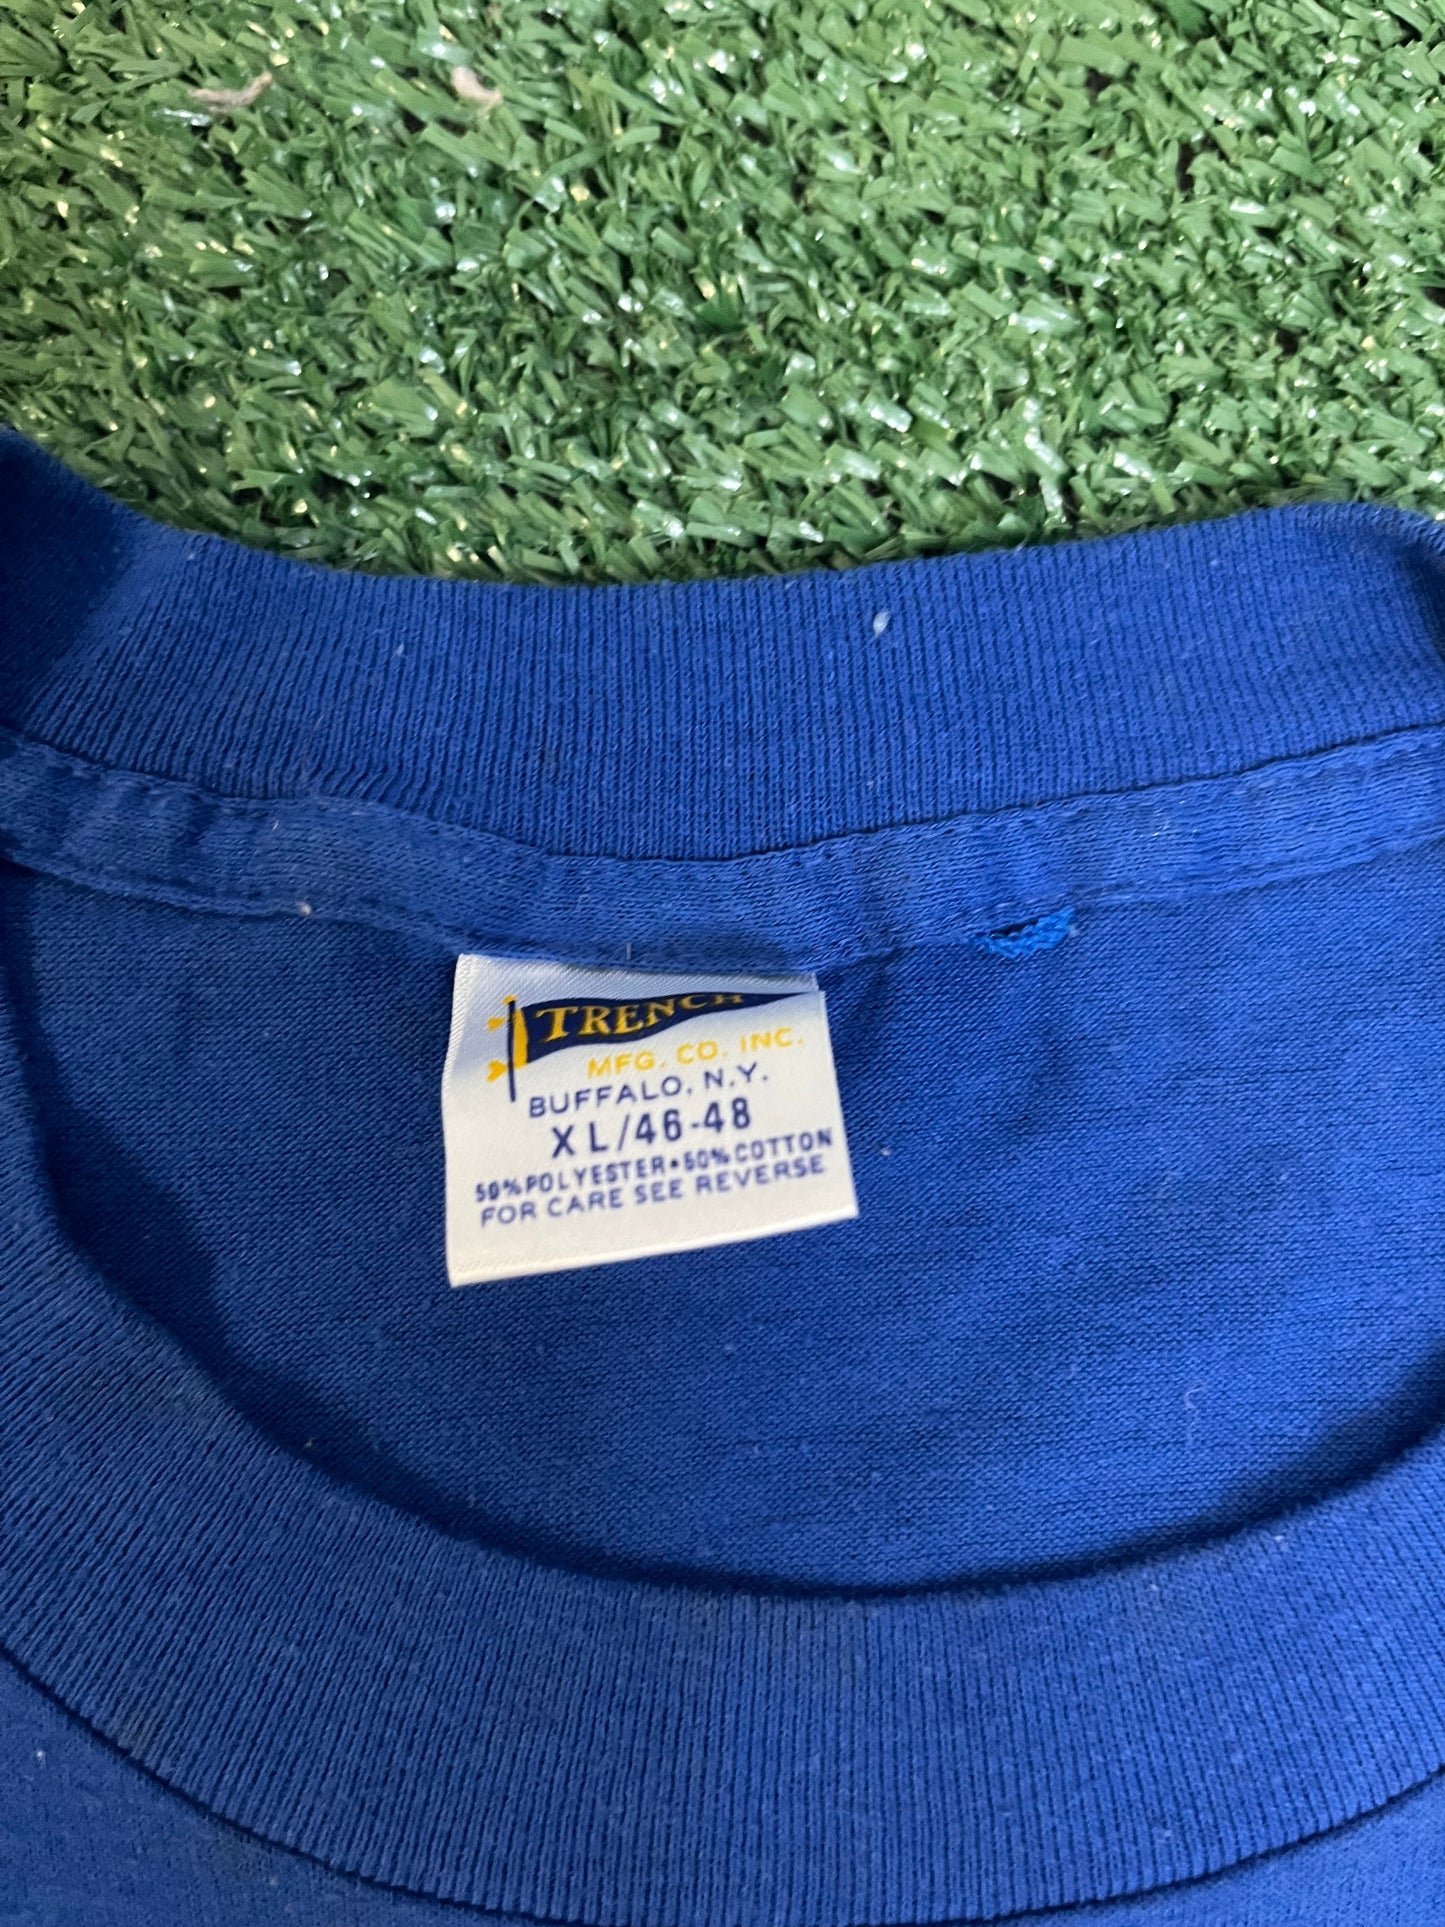 TRENCH
MFG. CO. INC.
BUFFALO, N.Y.
XL/46-48
50%POLYESTER•50%COTTON
FOR CARE SEE REVERSE